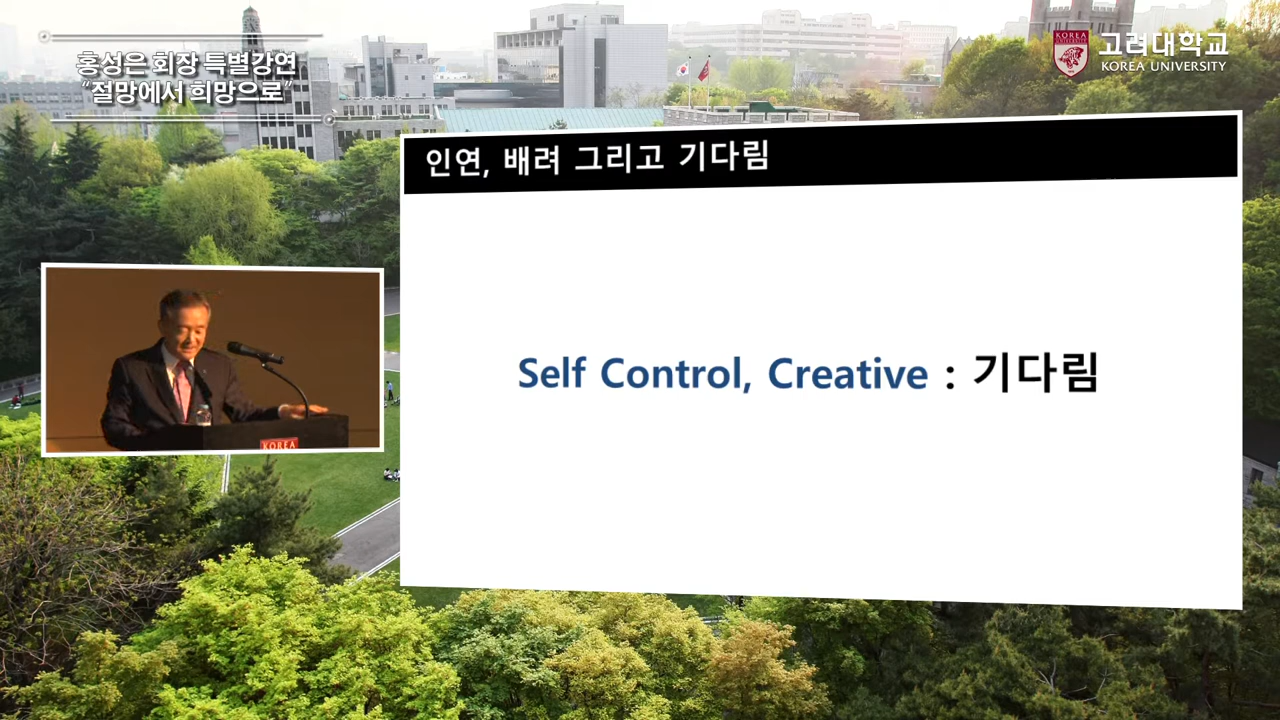 홍성은 회장 특별강연
“절망에서 희망으로”
KOREA
UNIVERSITY
고려대학교
KOREA UNIVERSITY
인연, 배려 그리고 기다림
Self Control, Creative : 기다림
KOREA